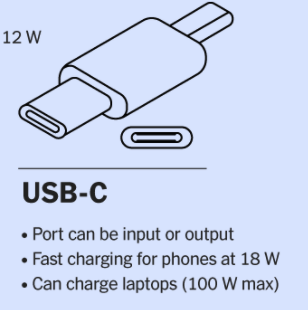 12 W
USB-C
• Port can be input or output
• Fast charging for phones at 18 W
• Can charge laptops (100 W max)